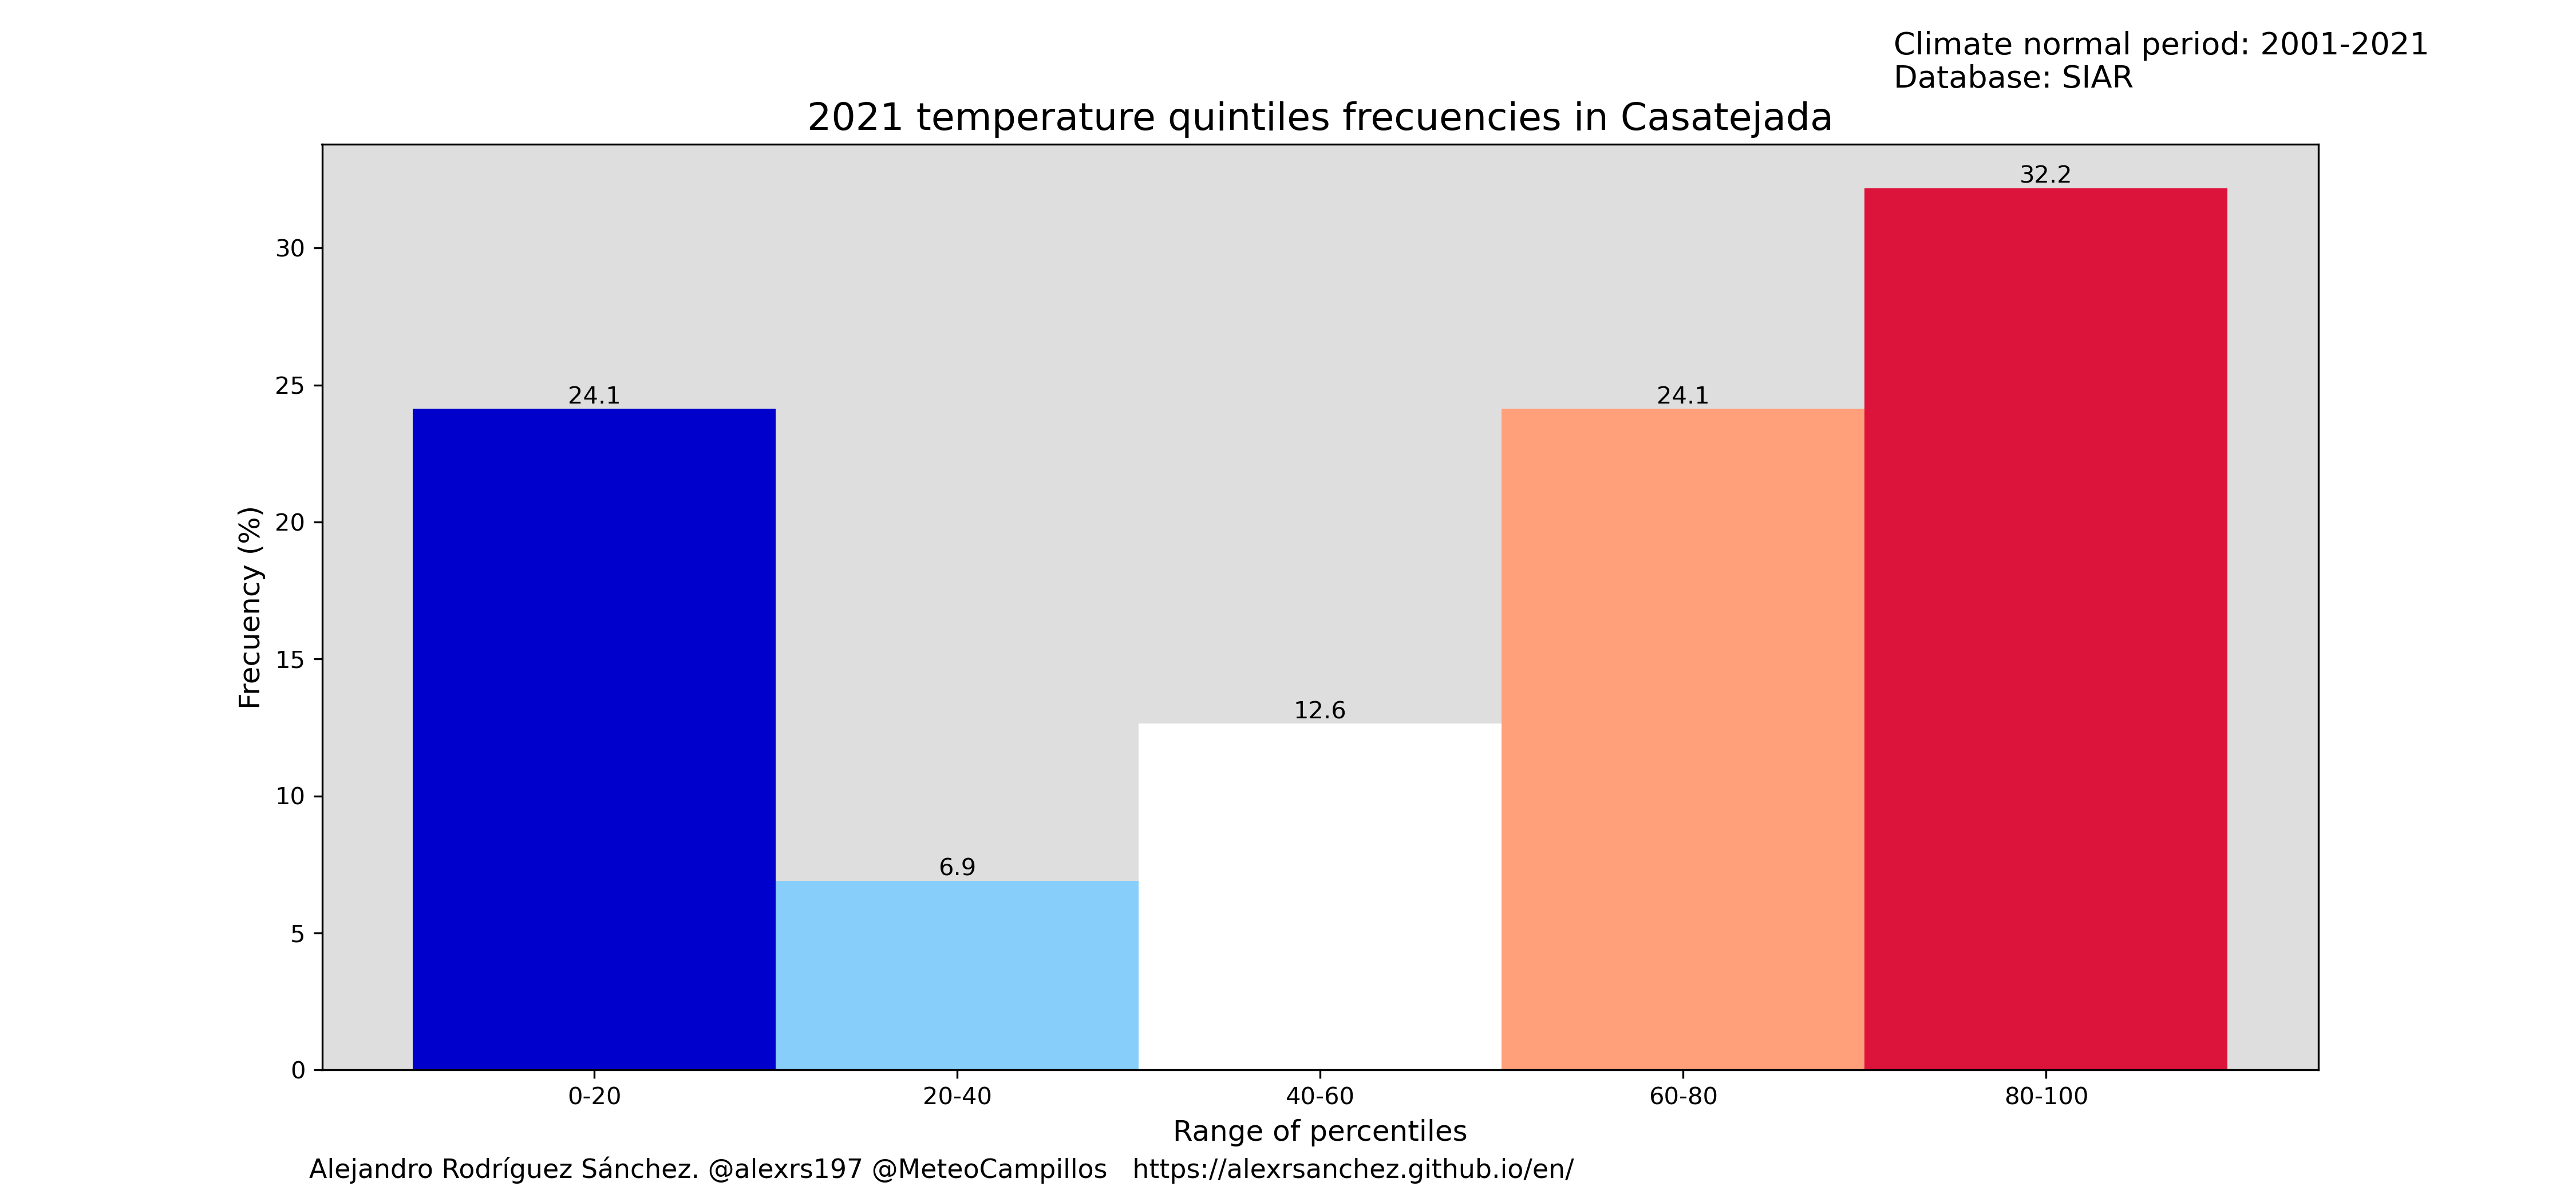 Climate normal period: 2001-2021
Database: SIAR
2021 temperature quintiles frecuencies in Casatejada
32.2
30
25
24.1
24.1
20
Frecuency (%)
15
12.6
10
6.9
5
0
0-20
20-40
40-60
60-80
80-100
Range of percentiles
Alejandro Rodríguez Sánchez. @alexrs197 @MeteoCampillos   https://alexrsanchez.github.io/en/